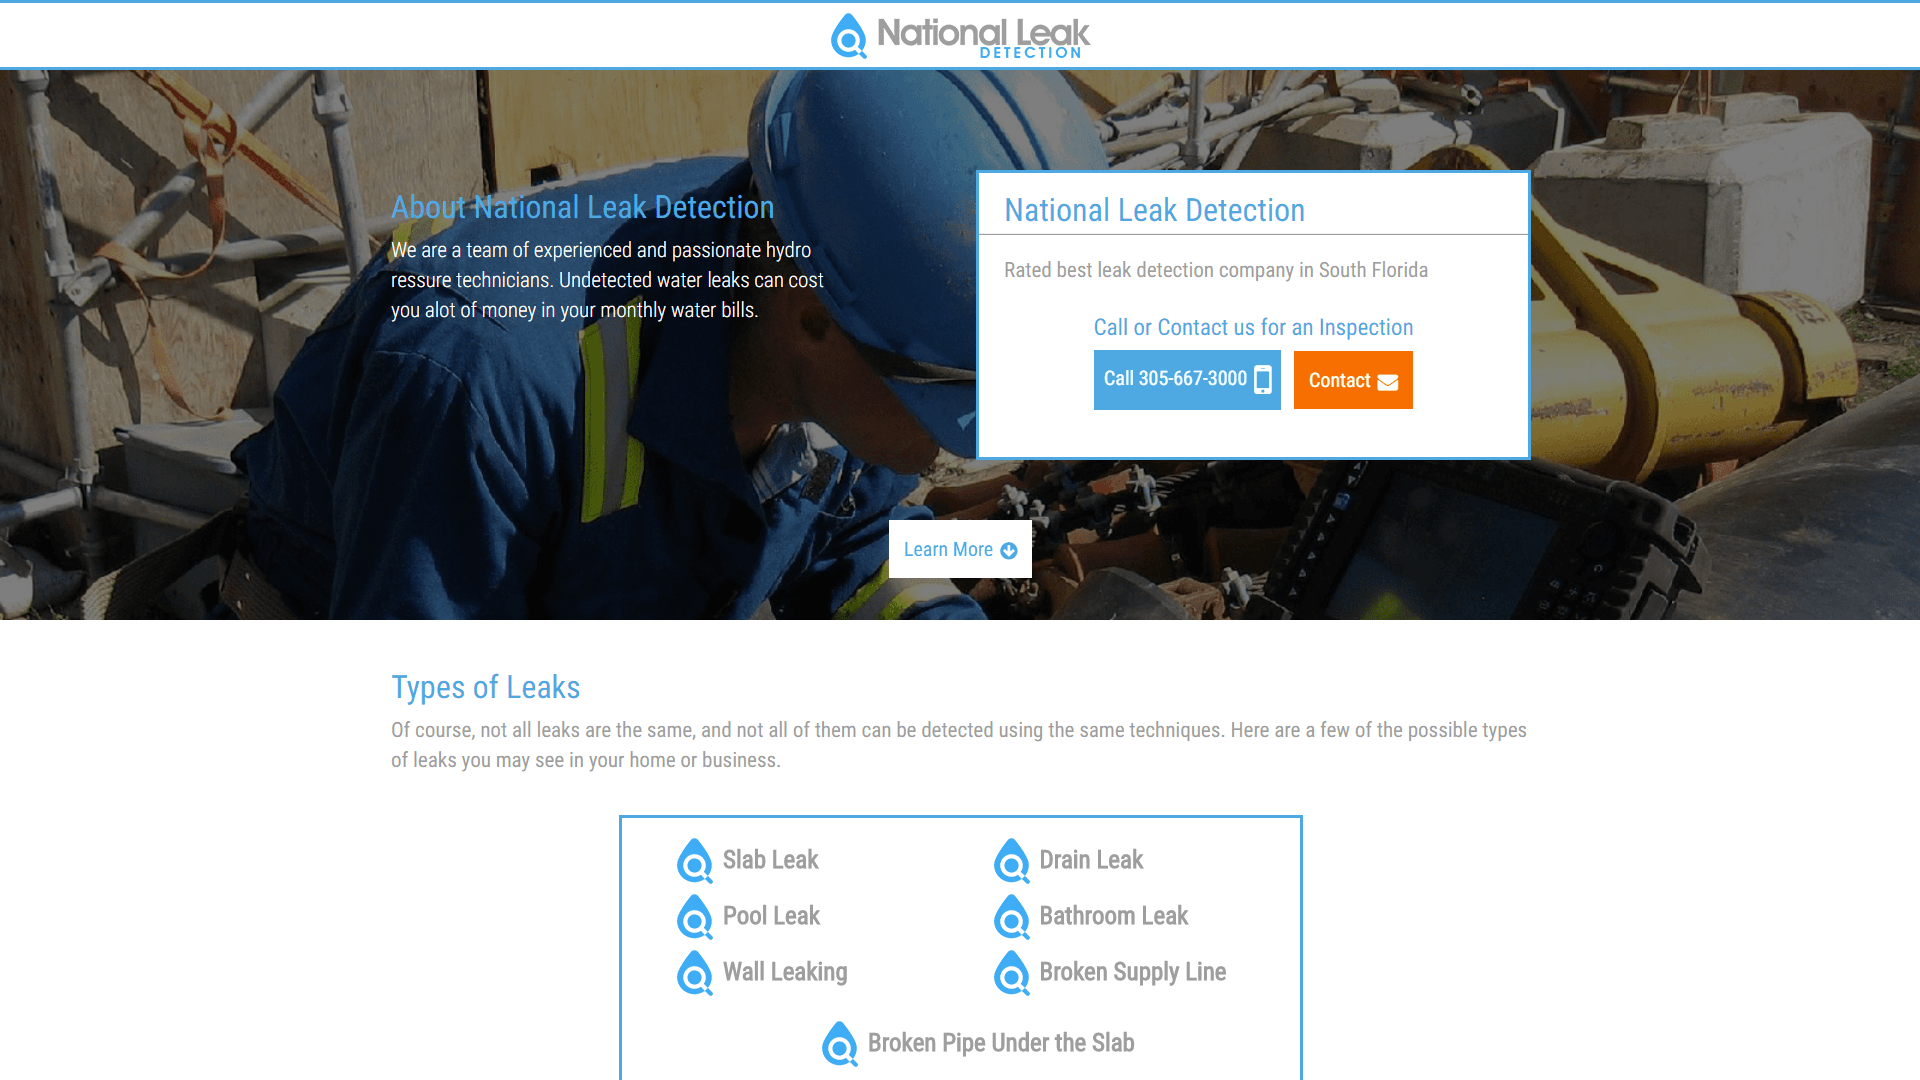 National Leak
DETECTION
About National Leak Detection
We are a team of experienced and passionate hydro
ressure technicians. Undetected water leaks can cost
you alot of money in your monthly water bills.
National Leak Detection
Rated best leak detection company in South Florida
Call or Contact us for an Inspection
Call 305-667-3000
Contact
Learn More
Types of Leaks
Of course, not all leaks are the same, and not all of them can be detected using the same techniques. Here are a few of the possible types
of leaks you may see in your home or business.
Slab Leak
Drain Leak
Pool Leak
Bathroom Leak
Wall Leaking
Broken Supply Line
Broken Pipe Under the Slab